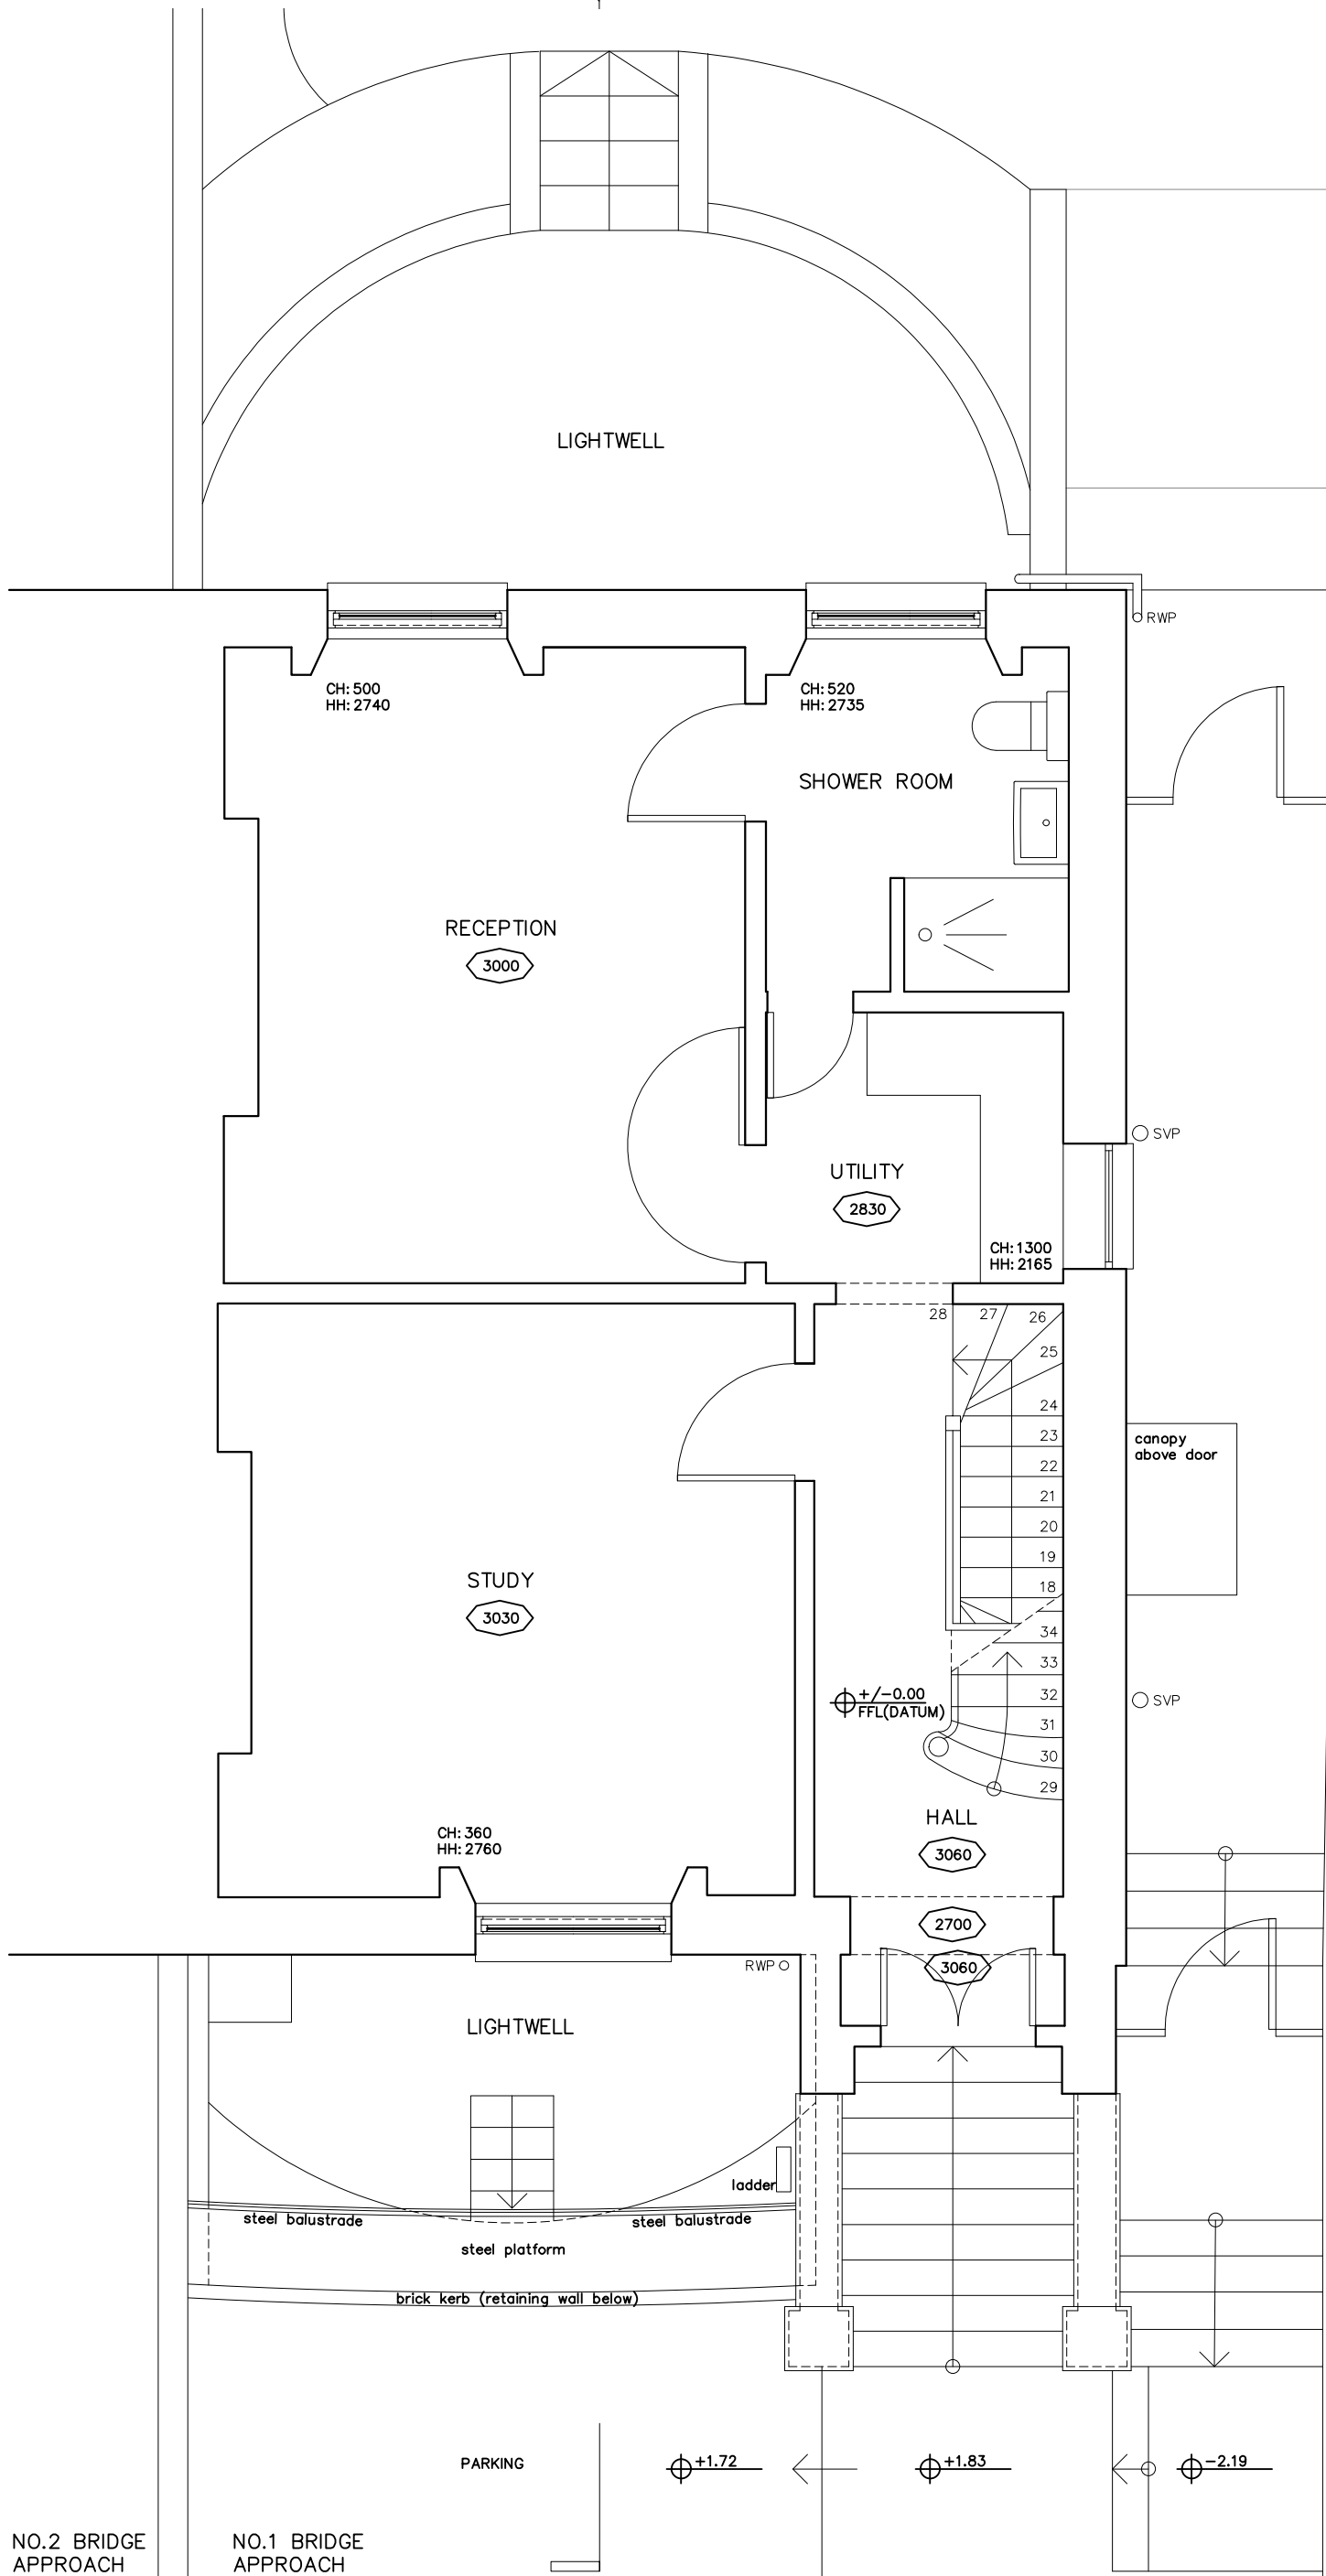 LIGHTWELL
RWP
CH: 500
HH: 2740
CH: 520
HH: 2735
SHOWER ROOM
RECEPTION
3000
SVP
UTILITY
2830
CH: 1300
HH: 2165
28
27
26
25
24
23
22
21
20
19
18
canopy
above door
STUDY
3030
34
33
32
31
30
29
+/-0.00
FFL(DATUM)
SVP
HALL
3060
CH: 360
HH: 2760
2700
3060
RWP
LIGHTWELL
ladder
steel balustrade
steel balustrade
steel platform
brick kerb (retaining wall below)
PARKING
+1.72
+1.83
-2.19
NO.2 BRIDGE
APPROACH
NO.1 BRIDGE
APPROACH